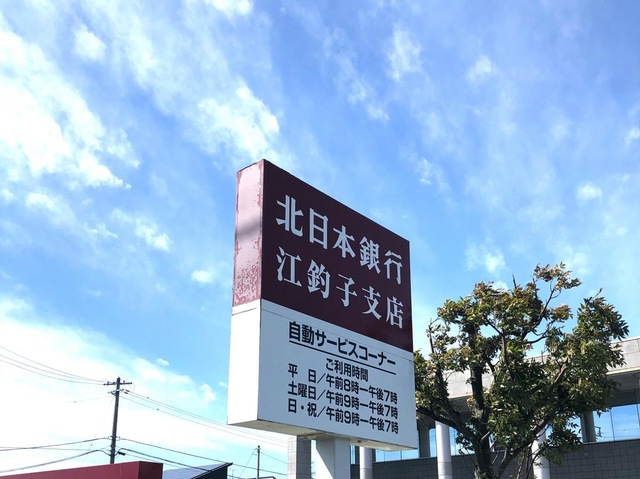 北日本銀行
江釣子支店
自動サービスコーナー
ご利用時間
平　日／午前8時ー午後7時
土曜日／午前9時ー午後7時
日・祝／午前9時ー午後7時